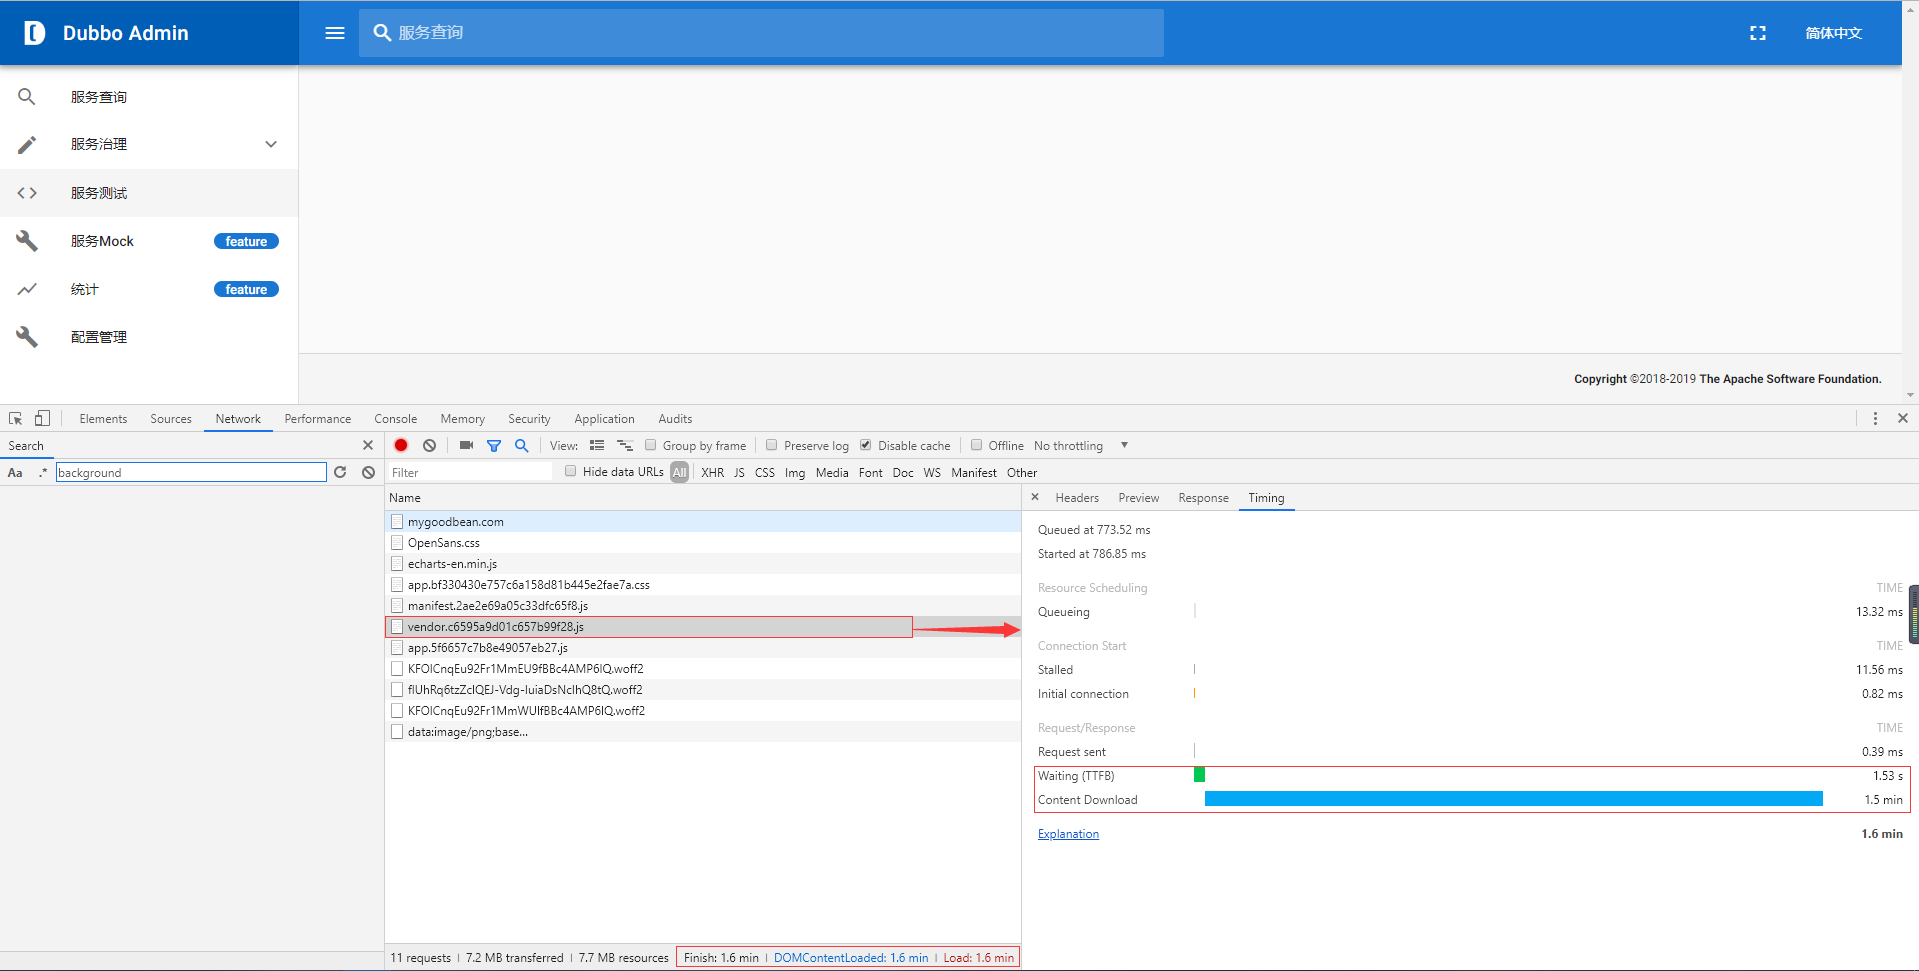 Dubbo Admin
服务查询
简体中文
服务查询
服务治理
服务测试
服务Mock feature
统计 feature
配置管理
Copyright ©2018-2019 The Apache Software Foundation.
Elements Sources Network Performance Console Memory Security Application Audits
Search
View: Group by frame Preserve log Disable cache Offline No throttling
Aa .* background
Filter Hide data URLs All XHR JS CSS Img Media Font Doc WS Manifest Other
Name
mygoodbean.com
OpenSans.css
echarts-en.min.js
app.bf330430e757c6a158d81b445e2fae7a.css
manifest.2ae2e69a05c33dfc65f8.js
vendor.c6595a9d01c657b99f28.js
app.5f6657c7b8e49057eb27.js
KFOlCnqEu92Fr1MmEU9fBBc4AMP6lQ.woff2
flUhRq6tzZclQEJ-Vdg-IuiaDsNcIhQ8tQ.woff2
KFOlCnqEu92Fr1MmWUlfBBc4AMP6lQ.woff2
data:image/png;base...
Headers Preview Response Timing
Queued at 773.52 ms
Started at 786.85 ms
Resource Scheduling TIME
Queueing 13.32 ms
Connection Start TIME
Stalled 11.56 ms
Initial connection 0.82 ms
Request/Response TIME
Request sent 0.39 ms
Waiting (TTFB) 1.53 s
Content Download 1.5 min
Explanation 1.6 min
11 requests | 7.2 MB transferred | 7.7 MB resources | Finish: 1.6 min | DOMContentLoaded: 1.6 min | Load: 1.6 min